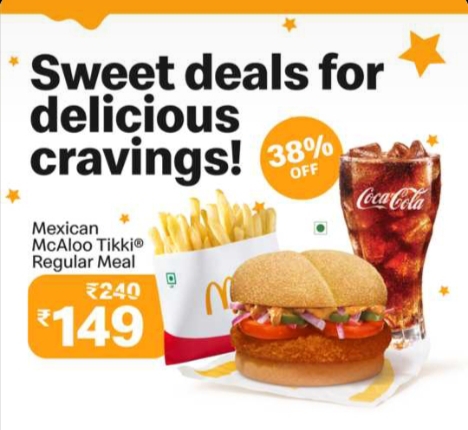 Sweet deals for
delicious
cravings!
38%
OFF
Coca-Cola
Mexican
McAloo Tikki®
Regular Meal
₹240
₹149